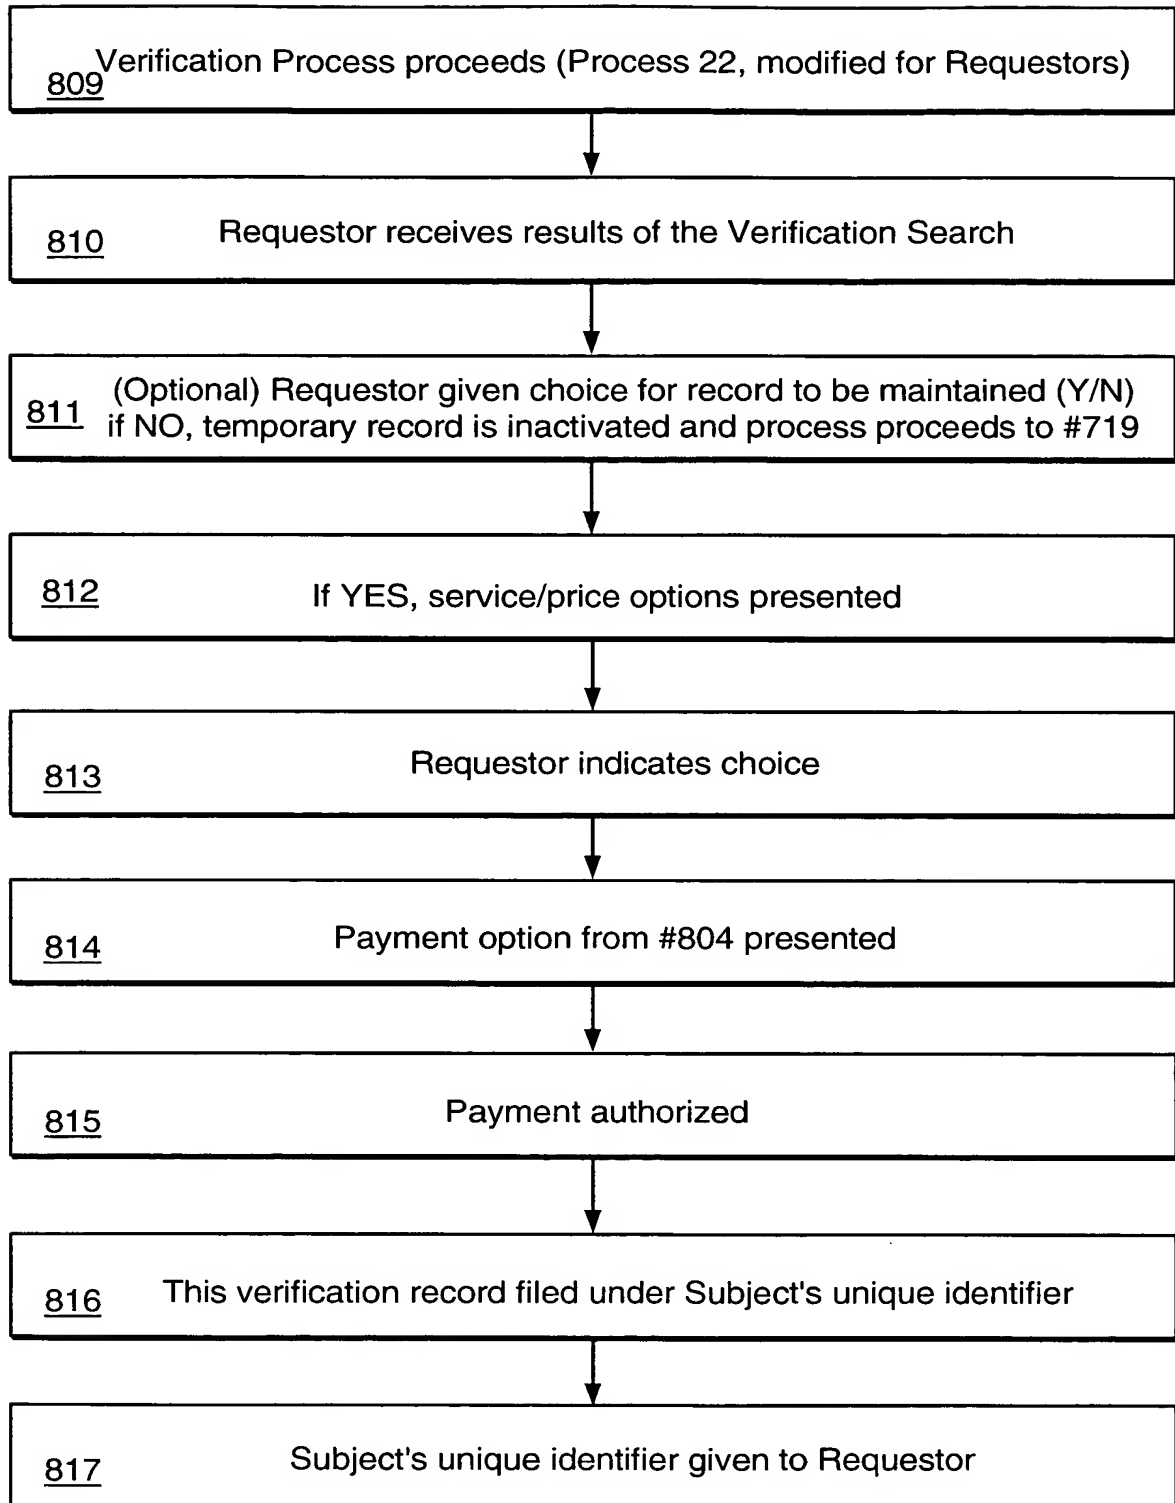 809 Verification Process proceeds (Process 22, modified for Requestors)
810 Requestor receives results of the Verification Search
811 (Optional) Requestor given choice for record to be maintained (Y/N)
if NO, temporary record is inactivated and process proceeds to #719
812 If YES, service/price options presented
813 Requestor indicates choice
814 Payment option from #804 presented
815 Payment authorized
816 This verification record filed under Subject's unique identifier
817 Subject's unique identifier given to Requestor